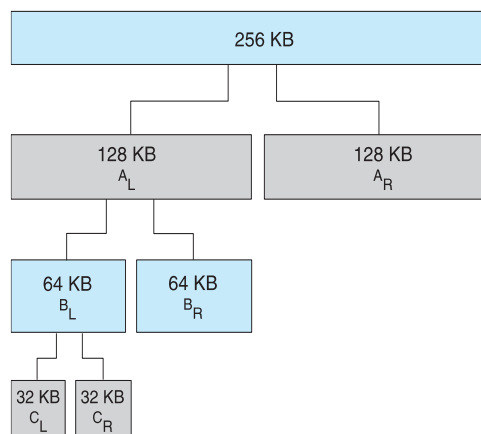 256 KB
128 KB
A_L
128 KB
A_R
64 KB
B_L
64 KB
B_R
32 KB
C_L
32 KB
C_R